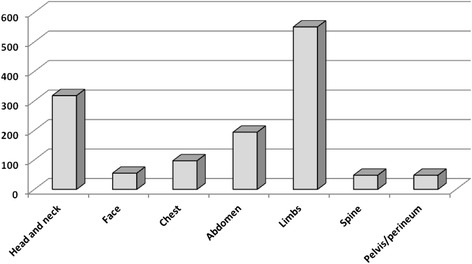 600
500
400
300
200
100
0
Head and neck
Face
Chest
Abdomen
Limbs
Spine
Pelvis/perineum